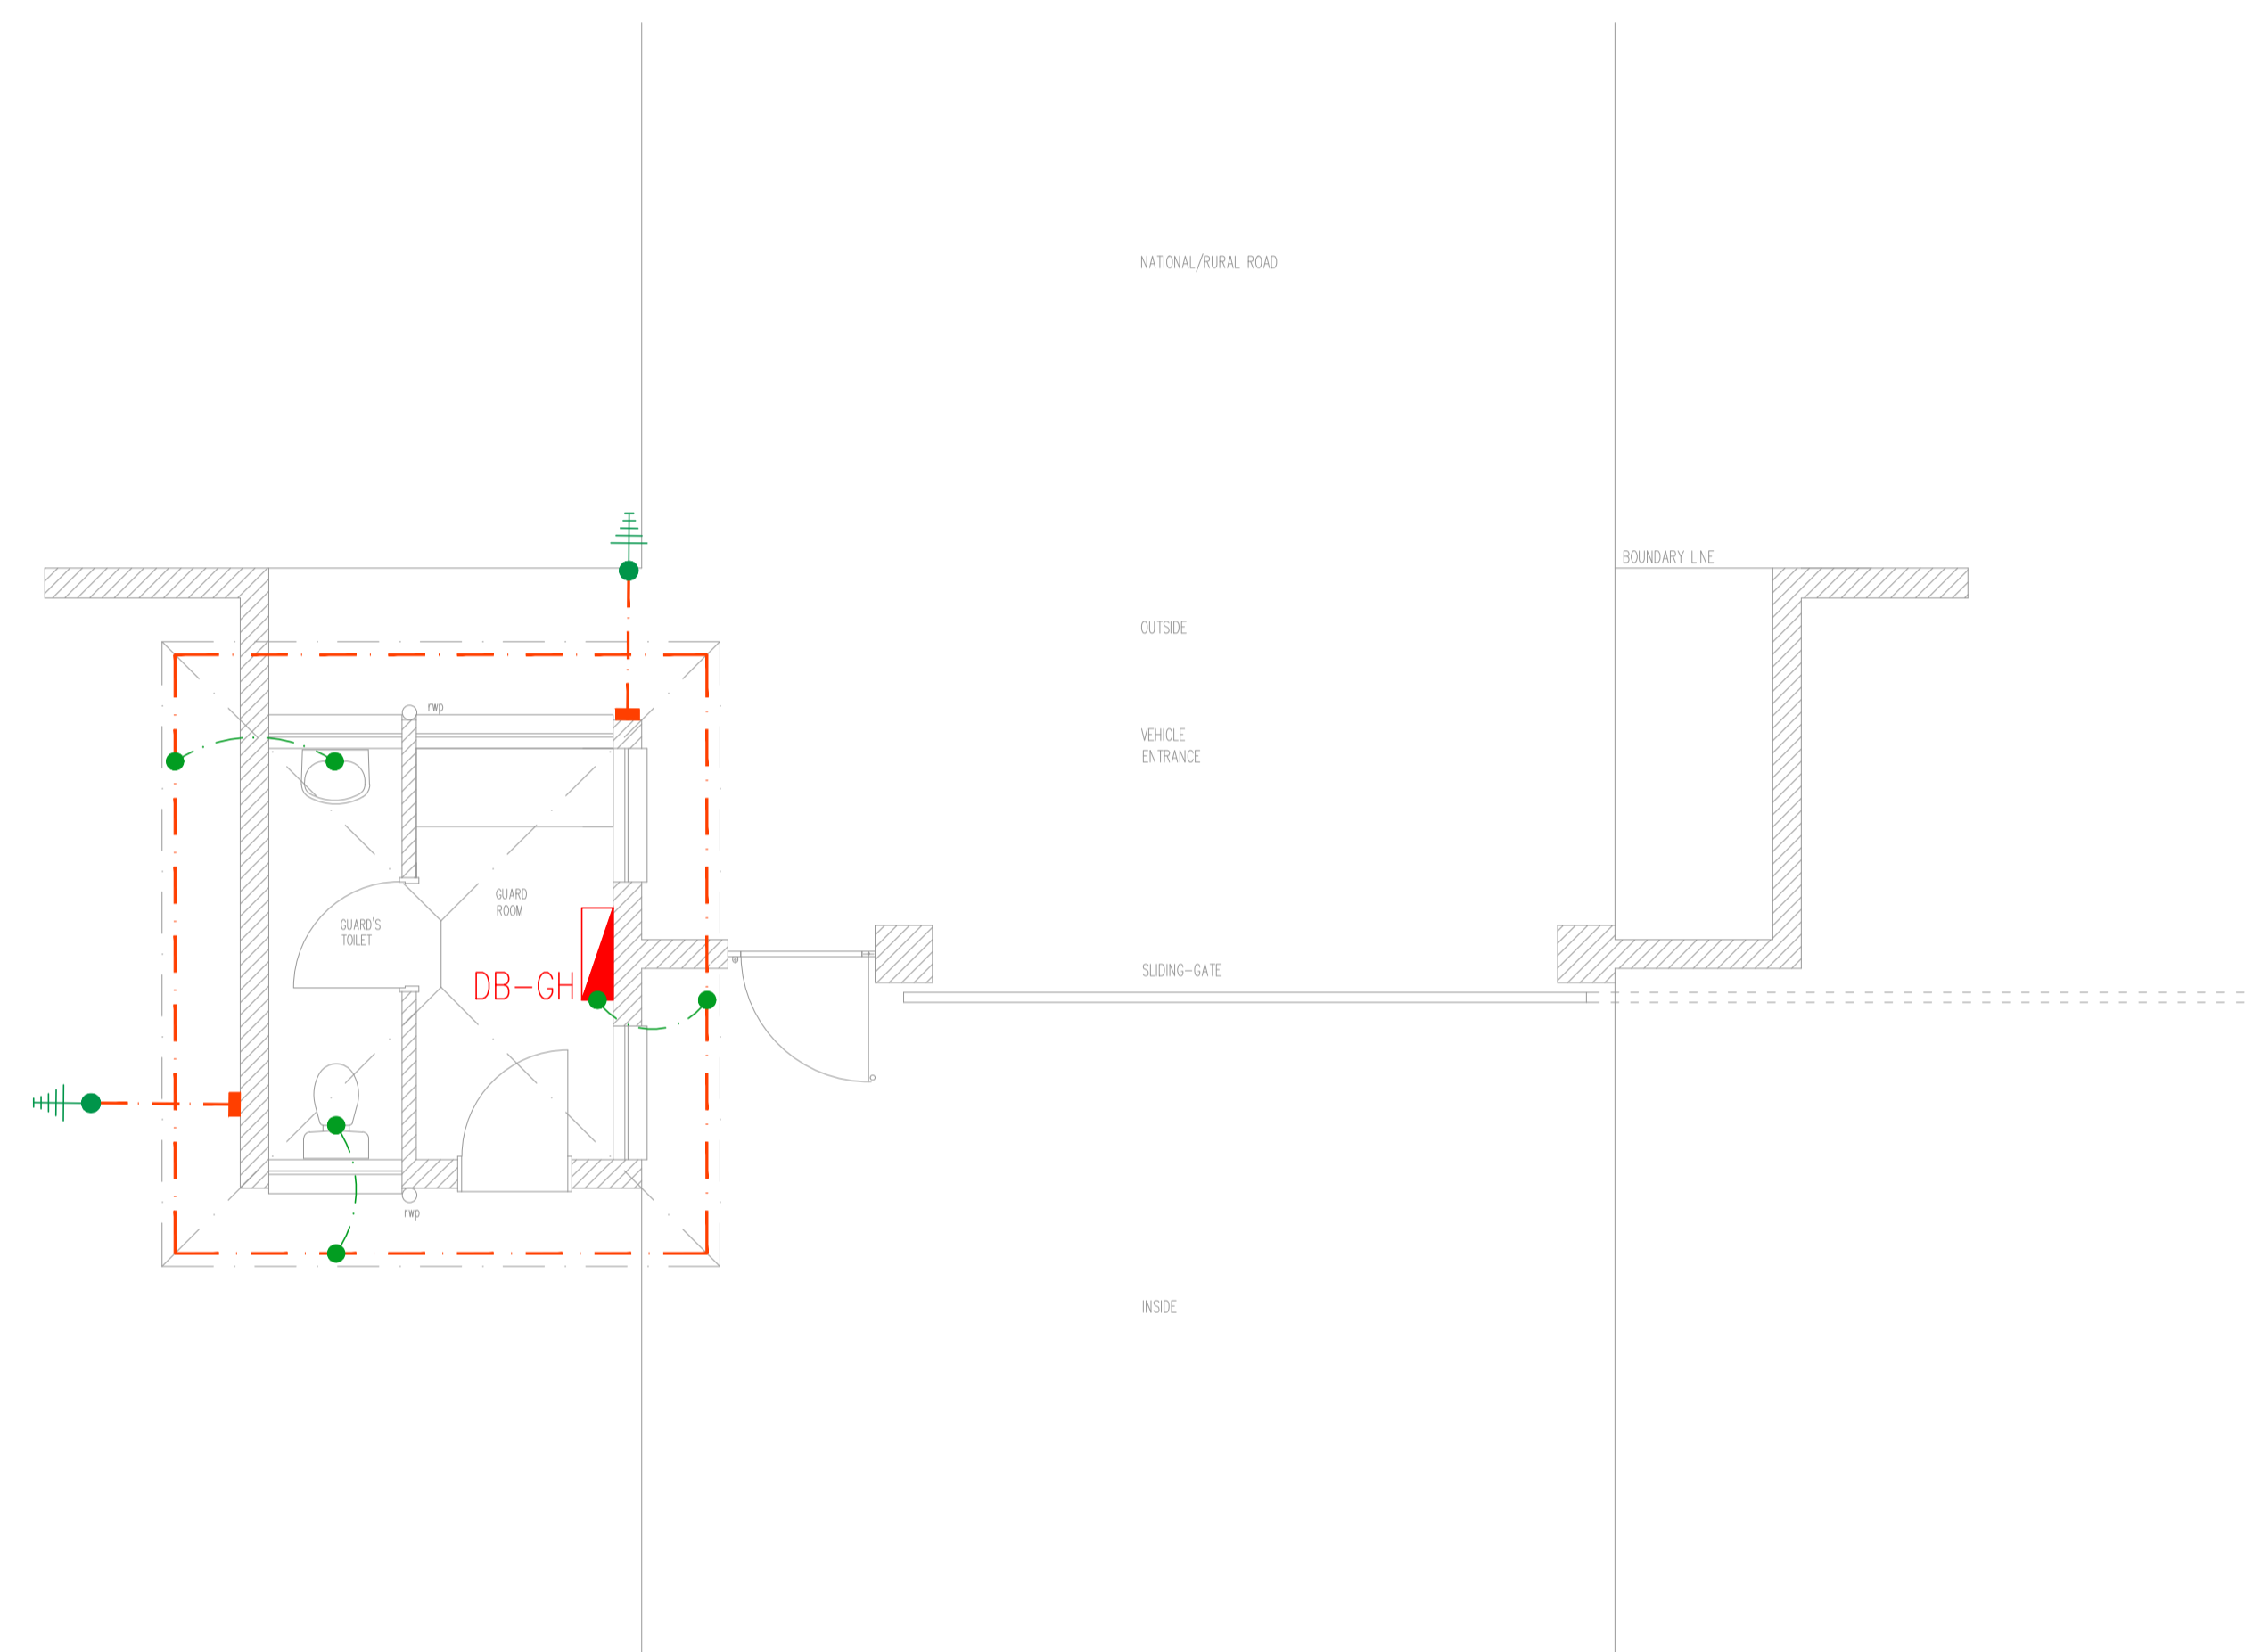 NATIONAL/RURAL ROAD
BOUNDARY LINE
OUTSIDE
rwp
VEHICLE
ENTRANCE
GUARD
ROOM
GUARD'S
TOILET
SLIDING-GATE
DB-GH
rwp
INSIDE